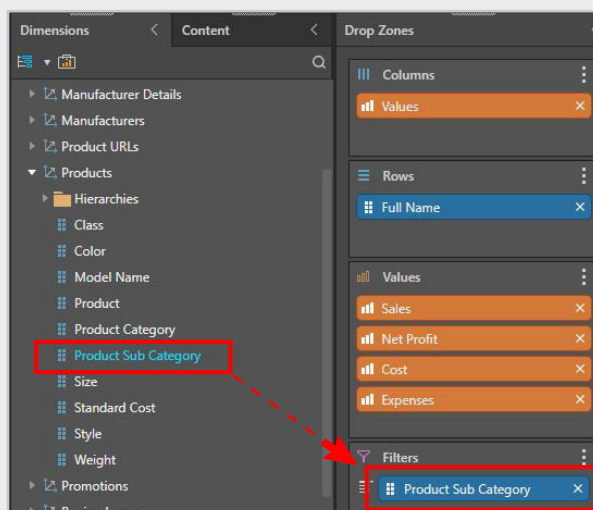 Dimensions
Content
Manufacturer Details
Manufacturers
Product URLs
Products
Hierarchies
Class
Color
Model Name
Product
Product Category
Product Sub Category
Size
Standard Cost
Style
Weight
Promotions
Drop Zones
Columns
Values
Rows
Full Name
Values
Sales
Net Profit
Cost
Expenses
Filters
Product Sub Category